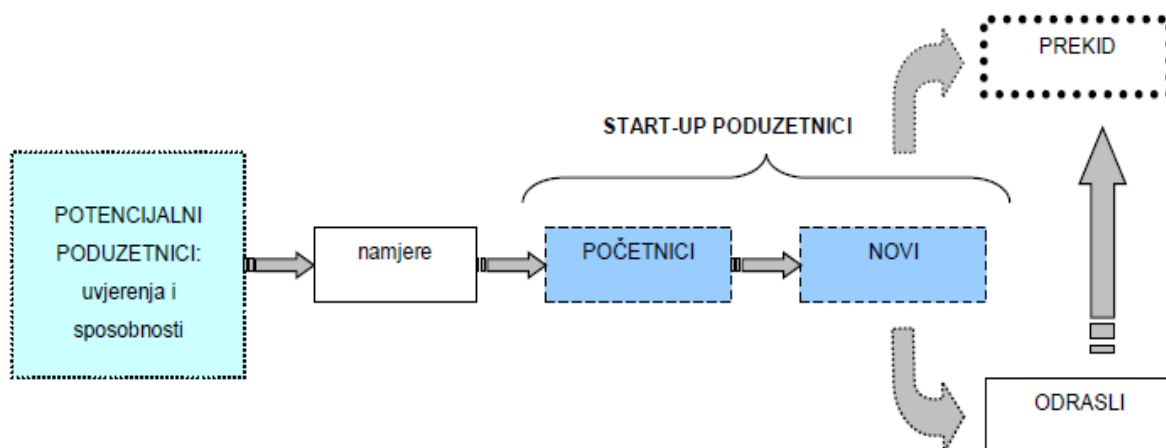 PREKID
START-UP PODUZETNICI
POTENCIJALNI
PODUZETNICI:
uvjerenja i
sposobnosti
namjere
POČETNICI
NOVI
ODRASLI